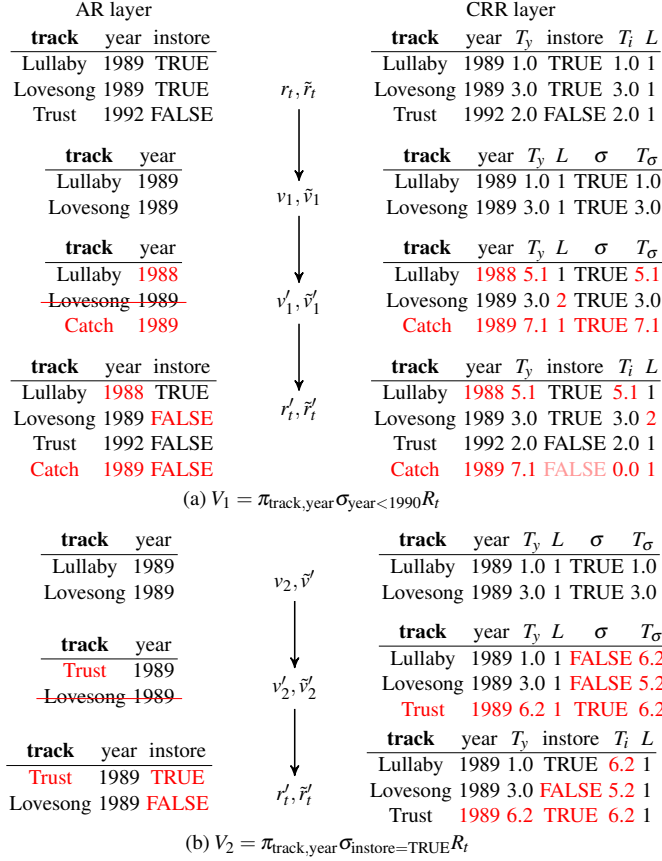 AR layer CRR layer
track year instore track year T_y instore T_i L
Lullaby 1989 TRUE Lullaby 1989 1.0 TRUE 1.0 1
Lovesong 1989 TRUE r_t, r̃_t Lovesong 1989 3.0 TRUE 3.0 1
Trust 1992 FALSE Trust 1992 2.0 FALSE 2.0 1
track year track year T_y L σ T_σ
Lullaby 1989 v_1, ṽ_1 Lullaby 1989 1.0 1 TRUE 1.0
Lovesong 1989 Lovesong 1989 3.0 1 TRUE 3.0
track year track year T_y L σ T_σ
Lullaby 1988 Lullaby 1988 5.1 1 TRUE 5.1
Lovesong 1989 v′_1, ṽ′_1 Lovesong 1989 3.0 2 TRUE 3.0
Catch 1989 Catch 1989 7.1 1 TRUE 7.1
track year instore track year T_y instore T_i L
Lullaby 1988 TRUE r′_t, r̃′_t Lullaby 1988 5.1 TRUE 5.1 1
Lovesong 1989 FALSE Lovesong 1989 3.0 TRUE 3.0 2
Trust 1992 FALSE Trust 1992 2.0 FALSE 2.0 1
Catch 1989 FALSE Catch 1989 7.1 FALSE 0.0 1
(a) V_1 = π_track,year σ_year<1990 R_t
track year track year T_y L σ T_σ
Lullaby 1989 v_2, ṽ′ Lullaby 1989 1.0 1 TRUE 1.0
Lovesong 1989 Lovesong 1989 3.0 1 TRUE 3.0
track year track year T_y L σ T_σ
Trust 1989 Lullaby 1989 1.0 1 FALSE 6.2
Lovesong 1989 v′_2, ṽ′_2 Lovesong 1989 3.0 1 FALSE 5.2
Trust 1989 6.2 1 TRUE 6.2
track year instore track year T_y instore T_i L
Trust 1989 TRUE Lullaby 1989 1.0 TRUE 6.2 1
Lovesong 1989 FALSE r′_t, r̃′_t Lovesong 1989 3.0 FALSE 5.2 1
Trust 1989 6.2 TRUE 6.2 1
(b) V_2 = π_track,year σ_instore=TRUE R_t